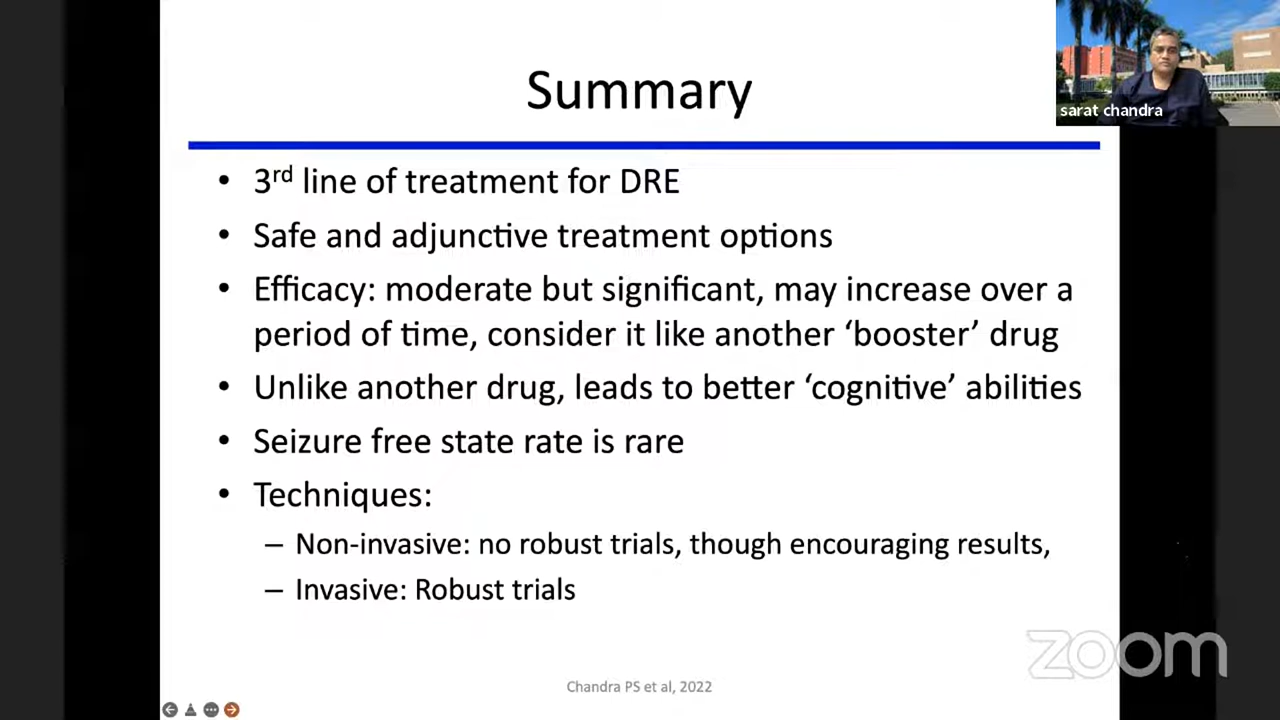 Summary
sarat chandra
• 3rd line of treatment for DRE
• Safe and adjunctive treatment options
• Efficacy: moderate but significant, may increase over a
period of time, consider it like another ‘booster’ drug
• Unlike another drug, leads to better ‘cognitive’ abilities
• Seizure free state rate is rare
• Techniques:
– Non-invasive: no robust trials, though encouraging results,
– Invasive: Robust trials
zoom
Chandra PS et al, 2022